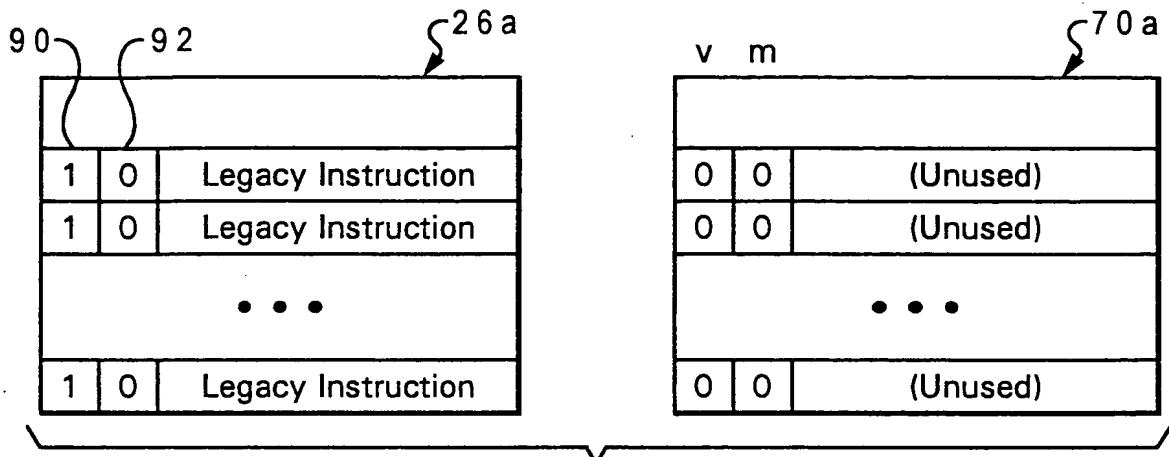 90 92 26a 70a
v m
1 0 Legacy Instruction 0 0 (Unused)
1 0 Legacy Instruction 0 0 (Unused)
• • • • • •
1 0 Legacy Instruction 0 0 (Unused)